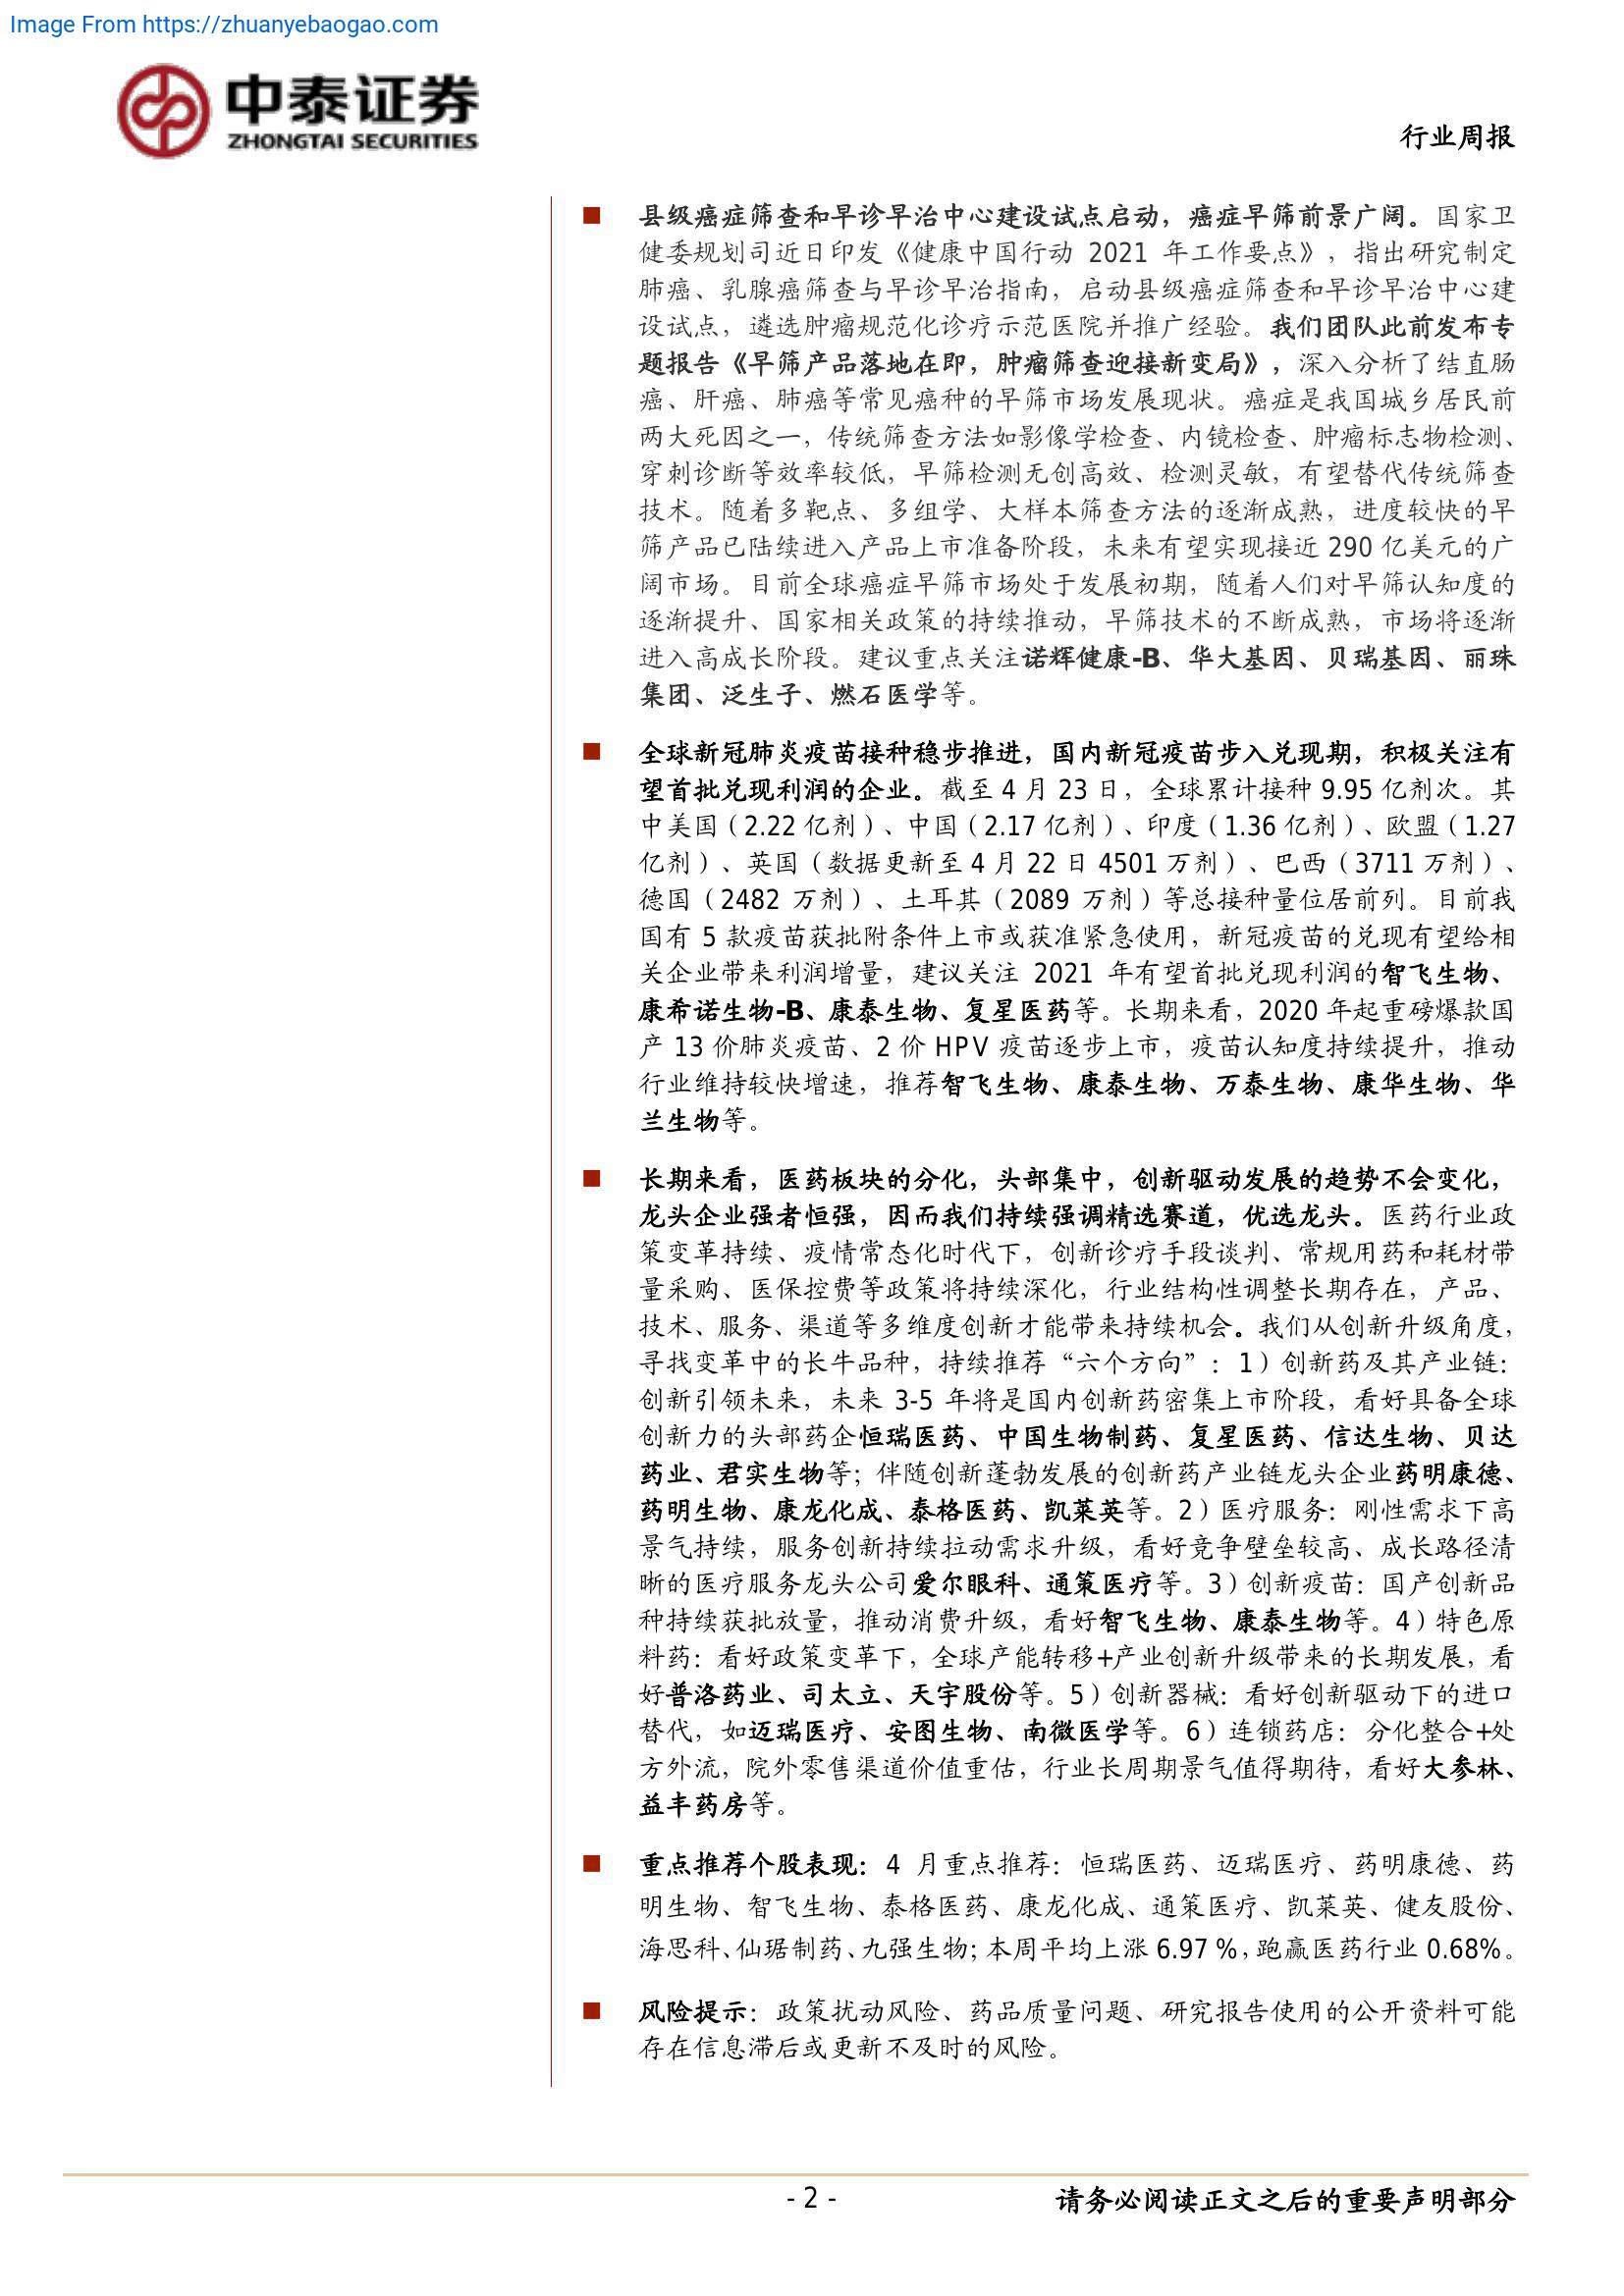 Image From https://zhuanyebaogao.com
中泰证券
ZHONGTAI SECURITIES
行业周报
■ 县级癌症筛查和早诊早治中心建设试点启动，癌症早筛前景广阔。国家卫
健委规划司近日印发《健康中国行动 2021 年工作要点》，指出研究制定
肺癌、乳腺癌筛查与早诊早治指南，启动县级癌症筛查和早诊早治中心建
设试点，遴选肿瘤规范化诊疗示范医院并推广经验。我们团队此前发布专
题报告《早筛产品落地在即，肿瘤筛查迎接新变局》，深入分析了结直肠
癌、肝癌、肺癌等常见癌种的早筛市场发展现状。癌症是我国城乡居民前
两大死因之一，传统筛查方法如影像学检查、内镜检查、肿瘤标志物检测、
穿刺诊断等效率较低，早筛检测无创高效、检测灵敏，有望替代传统筛查
技术。随着多靶点、多组学、大样本筛查方法的逐渐成熟，进度较快的早
筛产品已陆续进入产品上市准备阶段，未来有望实现接近 290 亿美元的广
阔市场。目前全球癌症早筛市场处于发展初期，随着人们对早筛认知度的
逐渐提升、国家相关政策的持续推动，早筛技术的不断成熟，市场将逐渐
进入高成长阶段。建议重点关注诺辉健康-B、华大基因、贝瑞基因、丽珠
集团、泛生子、燃石医学等。
■ 全球新冠肺炎疫苗接种稳步推进，国内新冠疫苗步入兑现期，积极关注有
望首批兑现利润的企业。截至 4 月 23 日，全球累计接种 9.95 亿剂次。其
中美国（2.22 亿剂）、中国（2.17 亿剂）、印度（1.36 亿剂）、欧盟（1.27
亿剂）、英国（数据更新至 4 月 22 日 4501 万剂）、巴西（3711 万剂）、
德国（2482 万剂）、土耳其（2089 万剂）等总接种量位居前列。目前我
国有 5 款疫苗获批附条件上市或获准紧急使用，新冠疫苗的兑现有望给相
关企业带来利润增量，建议关注 2021 年有望首批兑现利润的智飞生物、
康希诺生物-B、康泰生物、复星医药等。长期来看，2020 年起重磅爆款国
产 13 价肺炎疫苗、2 价 HPV 疫苗逐步上市，疫苗认知度持续提升，推动
行业维持较快增速，推荐智飞生物、康泰生物、万泰生物、康华生物、华
兰生物等。
■ 长期来看，医药板块的分化，头部集中，创新驱动发展的趋势不会变化，
龙头企业强者恒强，因而我们持续强调精选赛道，优选龙头。医药行业政
策变革持续、疫情常态化时代下，创新诊疗手段谈判、常规用药和耗材带
量采购、医保控费等政策将持续深化，行业结构性调整长期存在，产品、
技术、服务、渠道等多维度创新才能带来持续机会。我们从创新升级角度，
寻找变革中的长牛品种，持续推荐“六个方向”：1）创新药及其产业链：
创新引领未来，未来 3-5 年将是国内创新药密集上市阶段，看好具备全球
创新力的头部药企恒瑞医药、中国生物制药、复星医药、信达生物、贝达
药业、君实生物等；伴随创新蓬勃发展的创新药产业链龙头企业药明康德、
药明生物、康龙化成、泰格医药、凯莱英等。2）医疗服务：刚性需求下高
景气持续，服务创新持续拉动需求升级，看好竞争壁垒较高、成长路径清
晰的医疗服务龙头公司爱尔眼科、通策医疗等。3）创新疫苗：国产创新品
种持续获批放量，推动消费升级，看好智飞生物、康泰生物等。4）特色原
料药：看好政策变革下，全球产能转移+产业创新升级带来的长期发展，看
好普洛药业、司太立、天宇股份等。5）创新器械：看好创新驱动下的进口
替代，如迈瑞医疗、安图生物、南微医学等。6）连锁药店：分化整合+处
方外流，院外零售渠道价值重估，行业长周期景气值得期待，看好大参林、
益丰药房等。
■ 重点推荐个股表现：4 月重点推荐：恒瑞医药、迈瑞医疗、药明康德、药
明生物、智飞生物、泰格医药、康龙化成、通策医疗、凯莱英、健友股份、
海思科、仙琚制药、九强生物；本周平均上涨 6.97 %，跑赢医药行业 0.68%。
■ 风险提示：政策扰动风险、药品质量问题、研究报告使用的公开资料可能
存在信息滞后或更新不及时的风险。
- 2 -
请务必阅读正文之后的重要声明部分